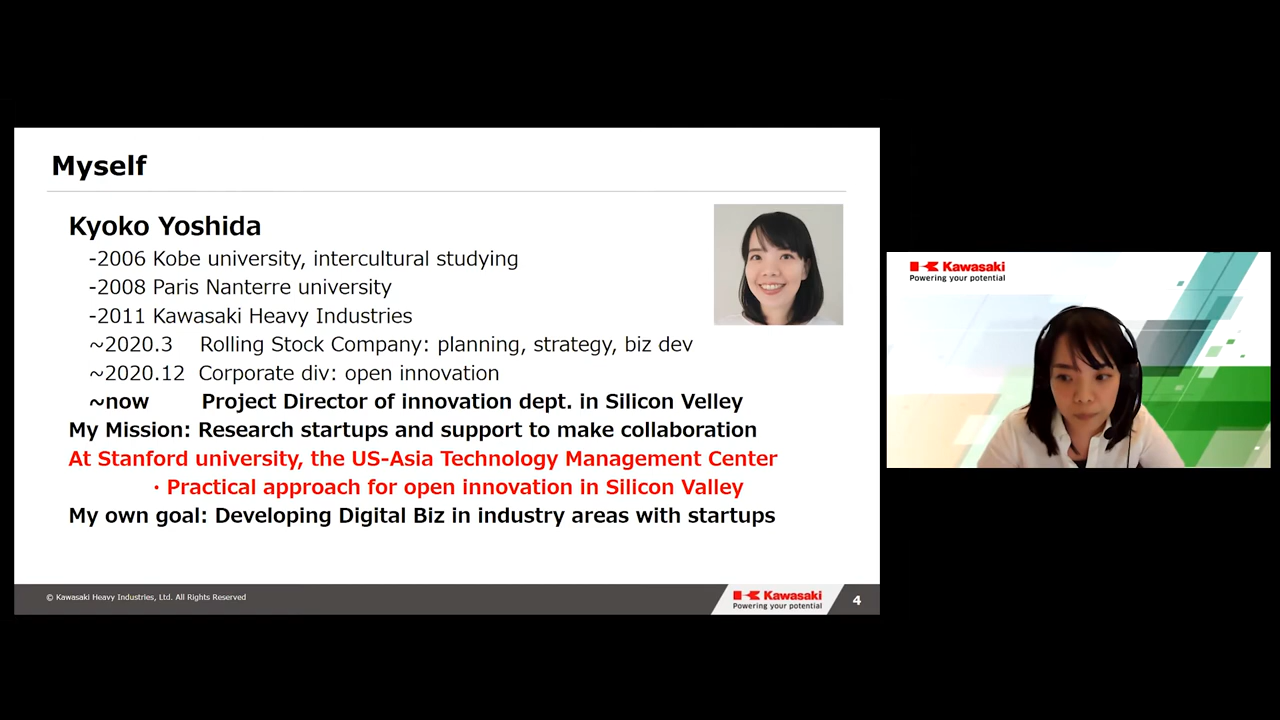 Myself
Kyoko Yoshida
-2006 Kobe university, intercultural studying
-2008 Paris Nanterre university
-2011 Kawasaki Heavy Industries
~2020.3 Rolling Stock Company: planning, strategy, biz dev
~2020.12 Corporate div: open innovation
~now Project Director of innovation dept. in Silicon Velley
My Mission: Research startups and support to make collaboration
At Stanford university, the US-Asia Technology Management Center
・Practical approach for open innovation in Silicon Valley
My own goal: Developing Digital Biz in industry areas with startups
© Kawasaki Heavy Industries, Ltd. All Rights Reserved
Kawasaki
Powering your potential
4
Kawasaki
Powering your potential